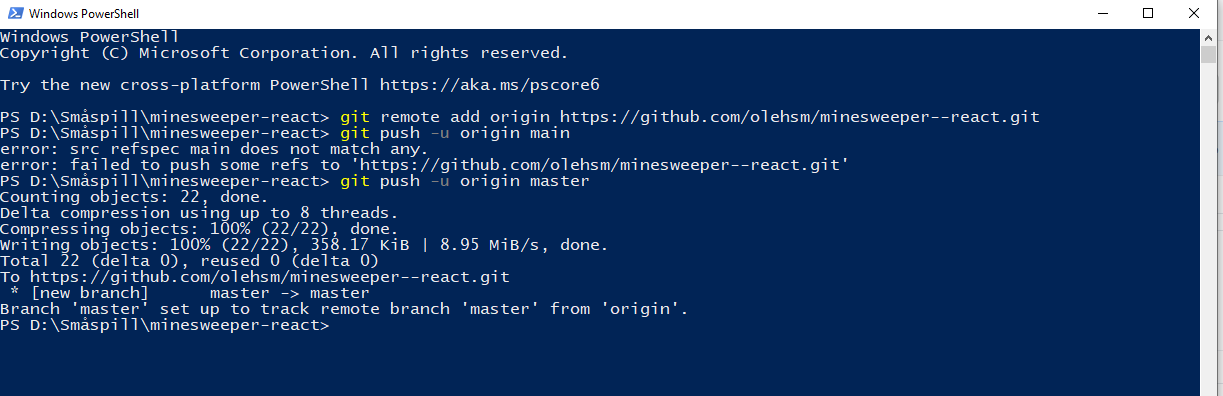 Windows PowerShell
Windows PowerShell
Copyright (C) Microsoft Corporation. All rights reserved.
Try the new cross-platform PowerShell https://aka.ms/pscore6
PS D:\Småspill\minesweeper-react> git remote add origin https://github.com/olehsm/minesweeper--react.git
PS D:\Småspill\minesweeper-react> git push -u origin main
error: src refspec main does not match any.
error: failed to push some refs to 'https://github.com/olehsm/minesweeper--react.git'
PS D:\Småspill\minesweeper-react> git push -u origin master
Counting objects: 22, done.
Delta compression using up to 8 threads.
Compressing objects: 100% (22/22), done.
Writing objects: 100% (22/22), 358.17 KiB | 8.95 MiB/s, done.
Total 22 (delta 0), reused 0 (delta 0)
To https://github.com/olehsm/minesweeper--react.git
 * [new branch]      master -> master
Branch 'master' set up to track remote branch 'master' from 'origin'.
PS D:\Småspill\minesweeper-react>